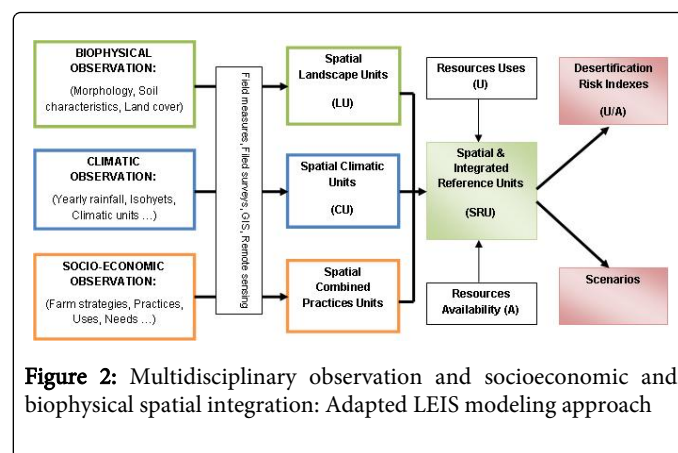 BIOPHYSICAL
OBSERVATION:
(Morphology, Soil
characteristics, Land cover)
CLIMATIC
OBSERVATION:
(Yearly rainfall, Isohyets,
Climatic units ...)
SOCIO-ECONOMIC
OBSERVATION:
(Farm strategies, Practices,
Uses, Needs ...)
Field measures, Filed surveys, GIS, Remote sensing
Spatial
Landscape Units
(LU)
Spatial Climatic
Units
(CU)
Spatial
Combined
Practices Units
Resources Uses
(U)
Spatial &
Integrated
Reference Units
(SRU)
Resources
Availability (A)
Desertification
Risk Indexes
(U/A)
Scenarios
Figure 2: Multidisciplinary observation and socioeconomic and
biophysical spatial integration: Adapted LEIS modeling approach